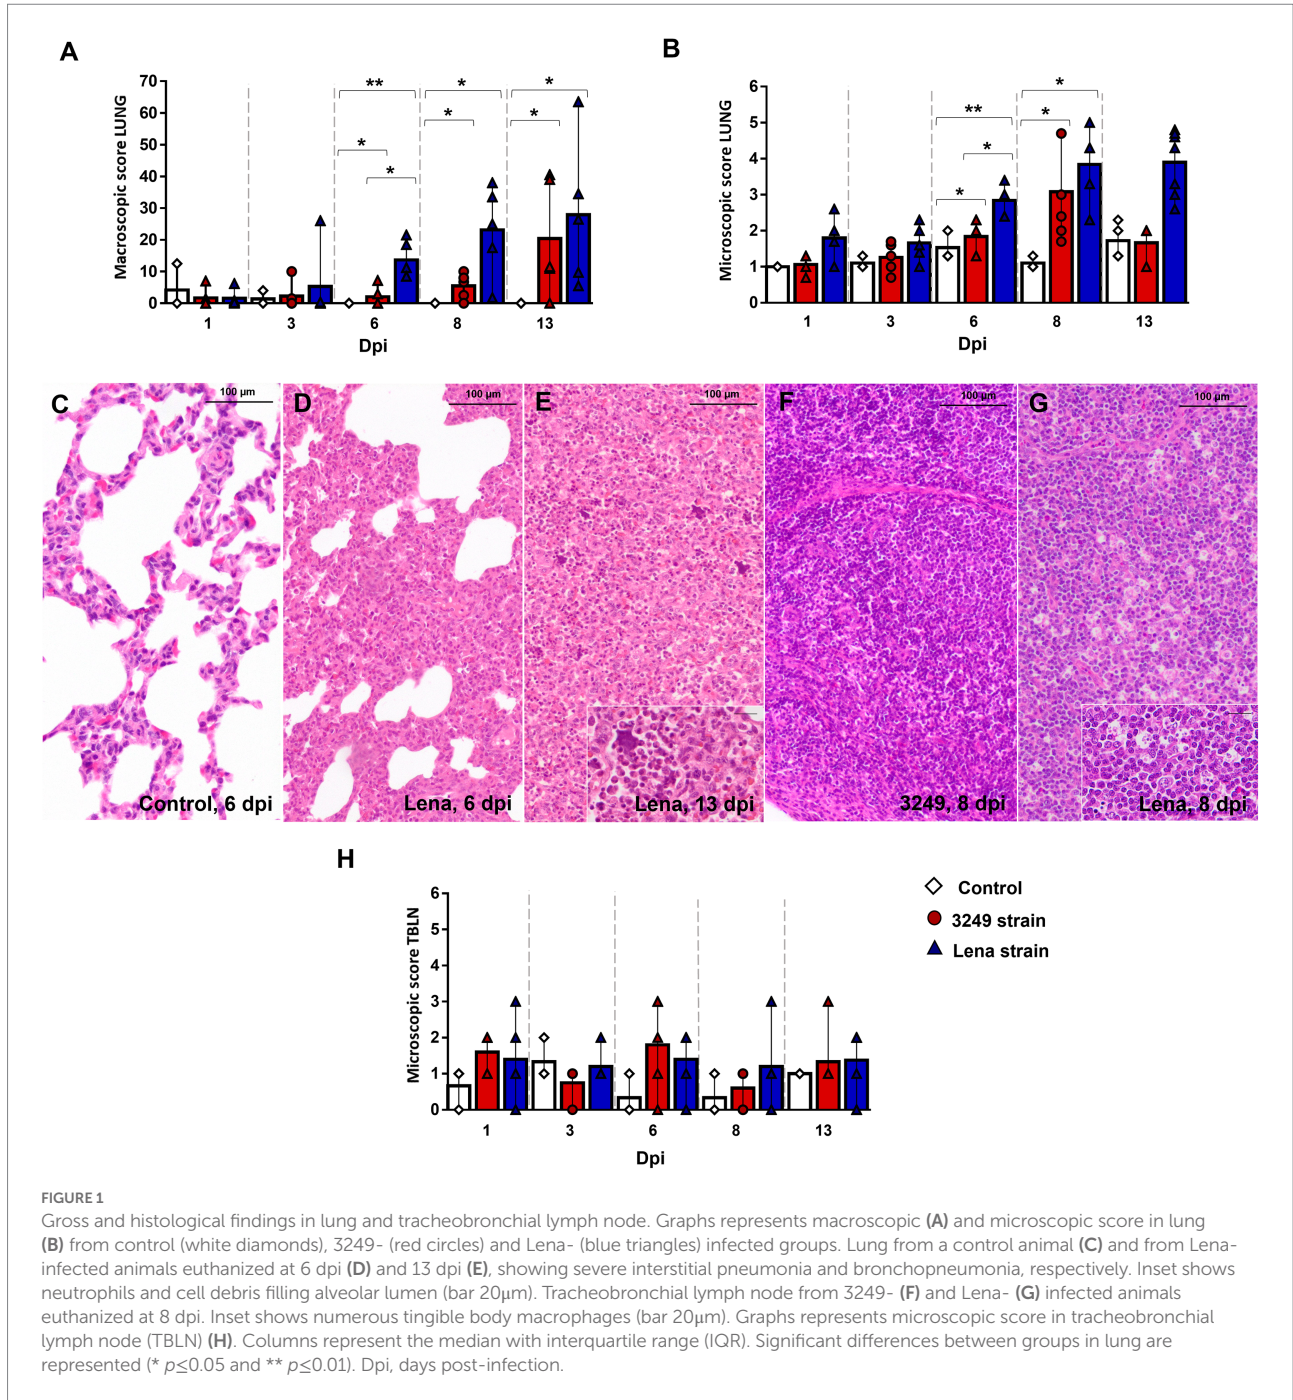 A
Macroscopic score LUNG
70
60
50
40
30
20
10
0
** * * * * * *
1 3 6 8 13
Dpi
B
Microscopic score LUNG
6
5
4
3
2
1
0
** * * * *
1 3 6 8 13
Dpi
C 100 µm
Control, 6 dpi
D 100 µm
Lena, 6 dpi
E 100 µm
Lena, 13 dpi
F 100 µm
3249, 8 dpi
G 100 µm
Lena, 8 dpi
H
Microscopic score TBLN
6
5
4
3
2
1
0
1 3 6 8 13
Dpi
Control
3249 strain
Lena strain
FIGURE 1
Gross and histological findings in lung and tracheobronchial lymph node. Graphs represents macroscopic (A) and microscopic score in lung
(B) from control (white diamonds), 3249- (red circles) and Lena- (blue triangles) infected groups. Lung from a control animal (C) and from Lena-
infected animals euthanized at 6 dpi (D) and 13 dpi (E), showing severe interstitial pneumonia and bronchopneumonia, respectively. Inset shows
neutrophils and cell debris filling alveolar lumen (bar 20µm). Tracheobronchial lymph node from 3249- (F) and Lena- (G) infected animals
euthanized at 8 dpi. Inset shows numerous tingible body macrophages (bar 20µm). Graphs represents microscopic score in tracheobronchial
lymph node (TBLN) (H). Columns represent the median with interquartile range (IQR). Significant differences between groups in lung are
represented (* p≤0.05 and ** p≤0.01). Dpi, days post-infection.